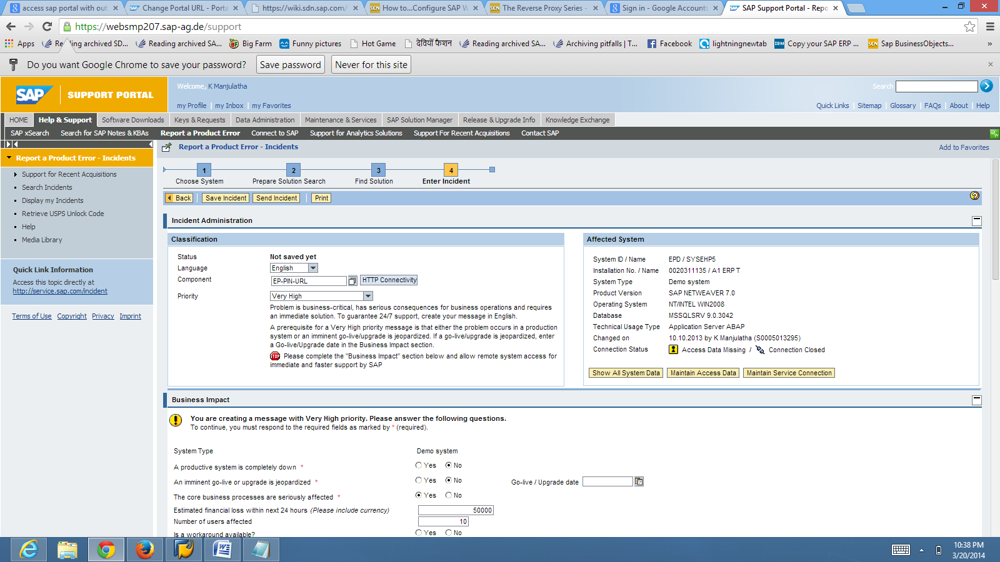 access sap portal with out
Change Portal URL - Porta
https://wiki.sdn.sap.com/
SCN How to...Configure SAP W
SCN The Reverse Proxy Series -
Sign in - Google Accounts
SAP Support Portal - Repo
https://websmp207.sap-ag.de/support
Apps
Reading archived SD...
Reading archived SA...
Big Farm
Funny pictures
Hot Game
देवियों फैशन
Reading archived SA...
Archiving pitfalls | T...
Facebook
lightningnewtab
IBM Copy your SAP ERP ...
SCN Sap BusinessObjects...
»
Do you want Google Chrome to save your password?
Save password
Never for this site
SAP SUPPORT PORTAL
Welcome, K Manjulatha
Search
my Profile | my Inbox | my Favorites
Quick Links | Sitemap | Glossary | FAQs | About | Help
HOME
Help & Support
Software Downloads
Keys & Requests
Data Administration
Maintenance & Services
SAP Solution Manager
Release & Upgrade Info
Knowledge Exchange
SAP xSearch
Search for SAP Notes & KBAs
Report a Product Error
Connect to SAP
Support for Analytics Solutions
Support For Recent Acquisitions
Contact SAP
Report a Product Error - Incidents
Support for Recent Acquisitions
Search Incidents
Display my Incidents
Retrieve USPS Unlock Code
Help
Media Library
Quick Link Information
Access this topic directly at
http://service.sap.com/incident
Terms of Use Copyright Privacy Imprint
Report a Product Error - Incidents
Add to Favorites
1 2 3 4
Choose System Prepare Solution Search Find Solution Enter Incident
Back Save Incident Send Incident Print
Incident Administration
Classification
Status Not saved yet
Language English
Component EP-PIN-URL HTTP Connectivity
Priority Very High
Problem is business-critical, has serious consequences for business operations and requires
an immediate solution. To guarantee 24/7 support, create your message in English.
A prerequisite for a Very High priority message is that either the problem occurs in a production
system or an imminent go-live/upgrade is jeopardized. If a go-live/upgrade is jeopardized, enter
a Go-live/Upgrade date in the Business Impact section.
STOP Please complete the "Business Impact" section below and allow remote system access for
immediate and faster support by SAP
Affected System
System ID / Name EPD / SYSEHP5
Installation No. / Name 0020311135 / A1 ERP T
System Type Demo system
Product Version SAP NETWEAVER 7.0
Operating System NT/INTEL WIN2008
Database MSSQLSRV 9.0.3042
Technical Usage Type Application Server ABAP
Changed on 10.10.2013 by K Manjulatha (S0005013295)
Connection Status Access Data Missing / Connection Closed
Show All System Data Maintain Access Data Maintain Service Connection
Business Impact
You are creating a message with Very High priority. Please answer the following questions.
To continue, you must respond to the required fields as marked by * (required).
System Type Demo system
A productive system is completely down * Yes No
An imminent go-live or upgrade is jeopardized * Yes No Go-live / Upgrade date
The core business processes are seriously affected * Yes No
Estimated financial loss within next 24 hours (Please include currency) 50000
Number of users affected 10
Is a workaround available? Yes No
10:38 PM
3/20/2014